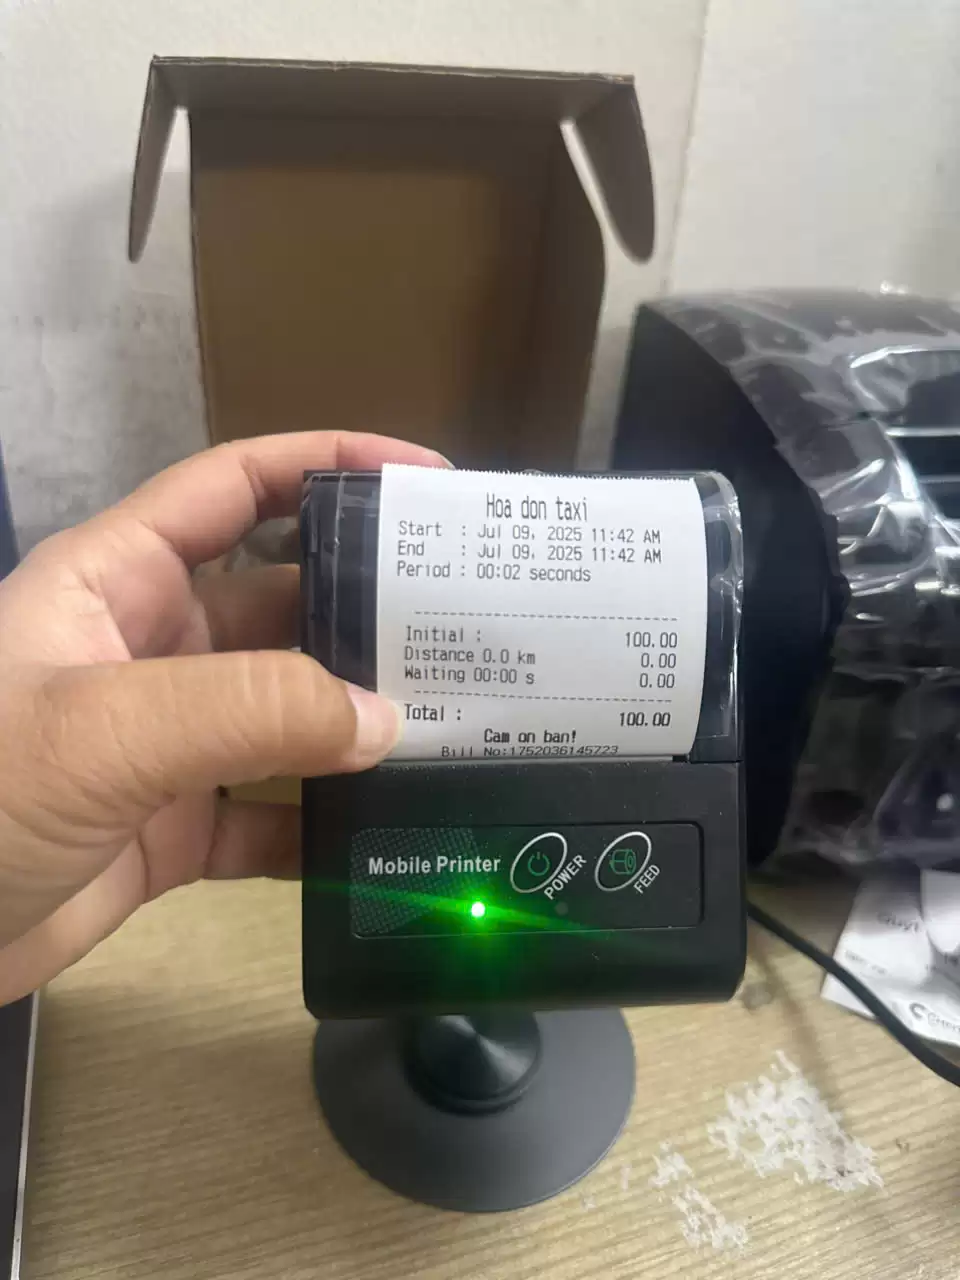 Hoa don taxi
Start : Jul 09, 2025 11:42 AM
End : Jul 09, 2025 11:42 AM
Period : 00:02 seconds
--------------------------------
Initial : 100.00
Distance 0.0 km 0.00
Waiting 00:00 s 0.00
--------------------------------
Total : 100.00
Cam on ban!
Bill No:1752036145723
Mobile Printer
POWER
FEED